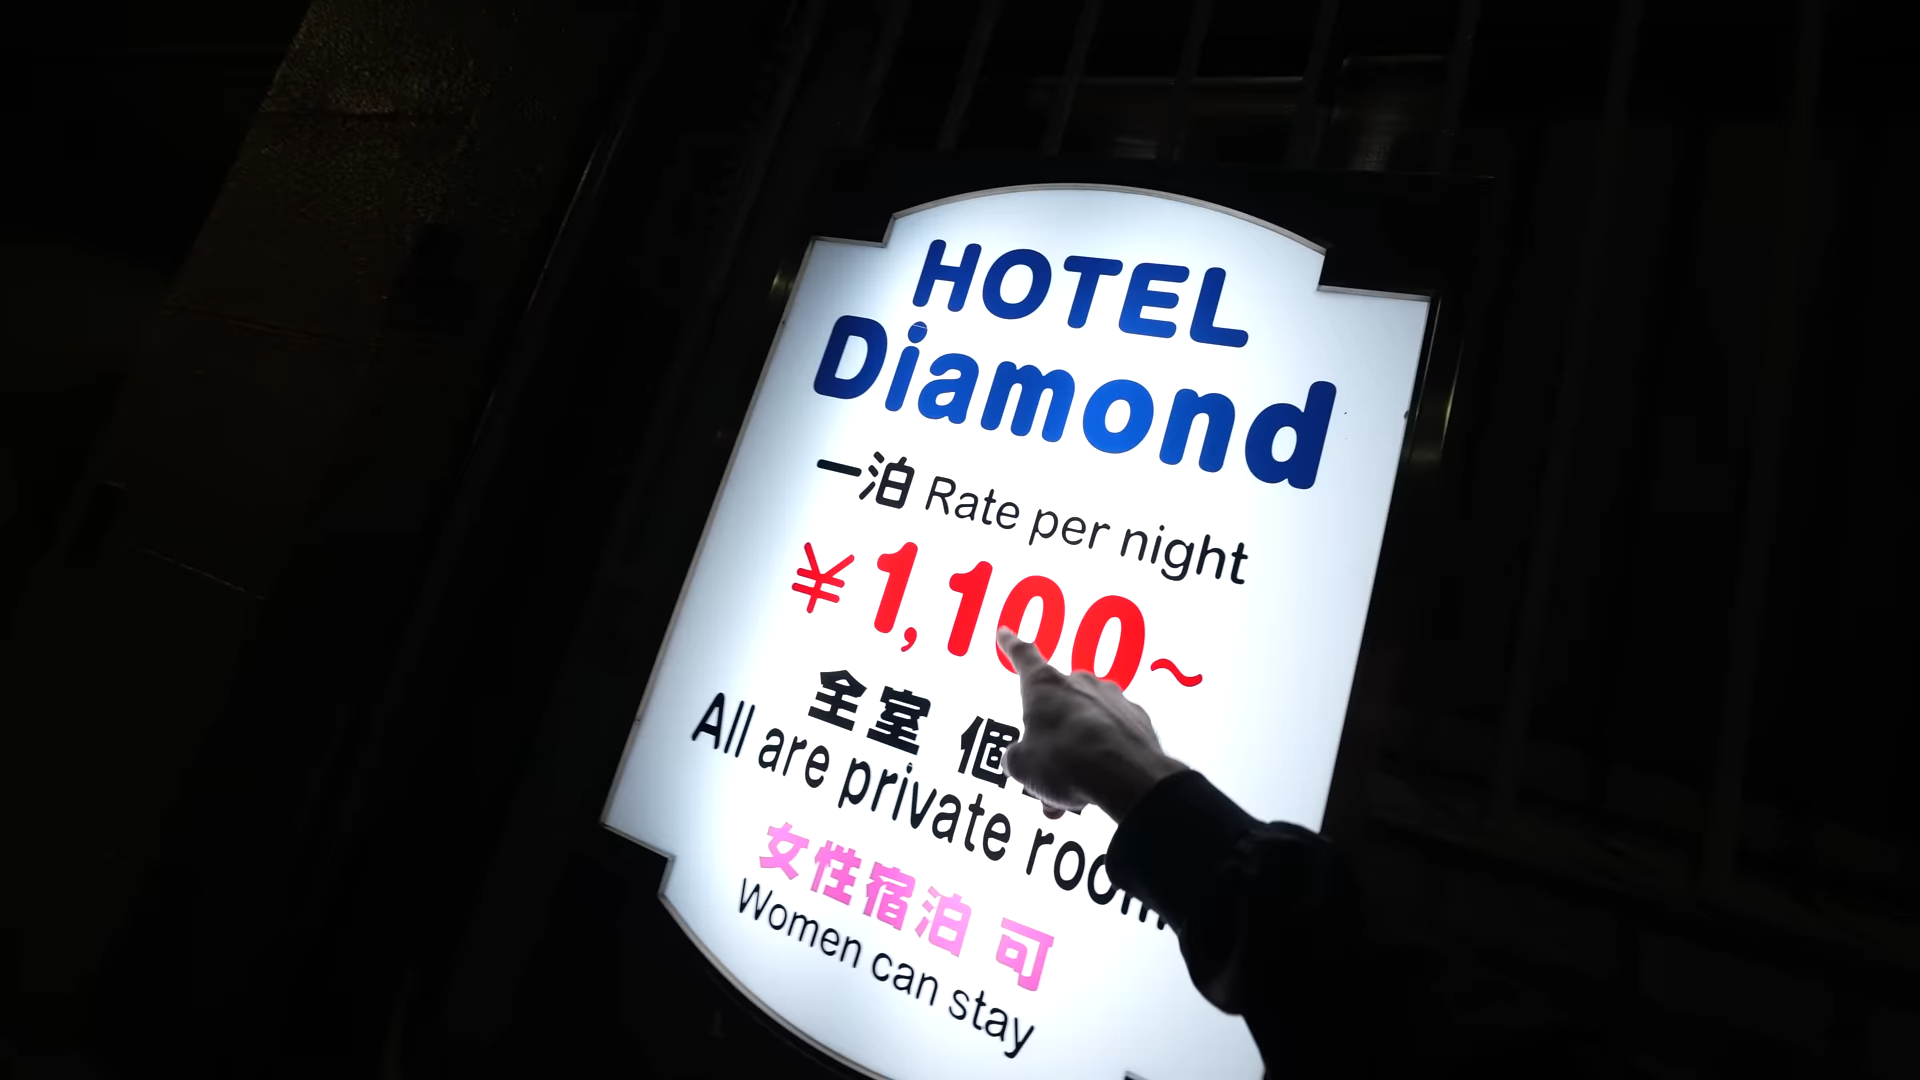 HOTEL
Diamond
一泊 Rate per night
¥1,100~
全室 個
All are private
女性宿泊 可
Women can stay